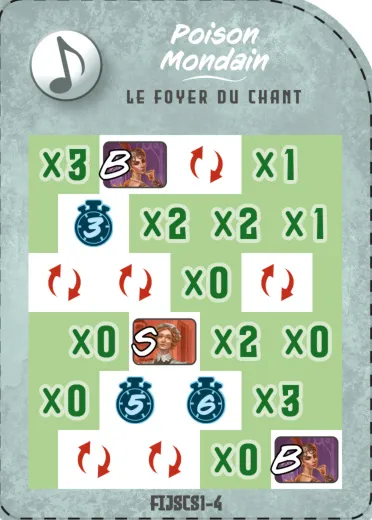 Poison
Mondain
LE FOYER DU CHANT
X3 B X1
3 X2 X2 X1
X0
X0 S X2 X0
X0 5 6 X3
X0 B
FIJSCS1-4